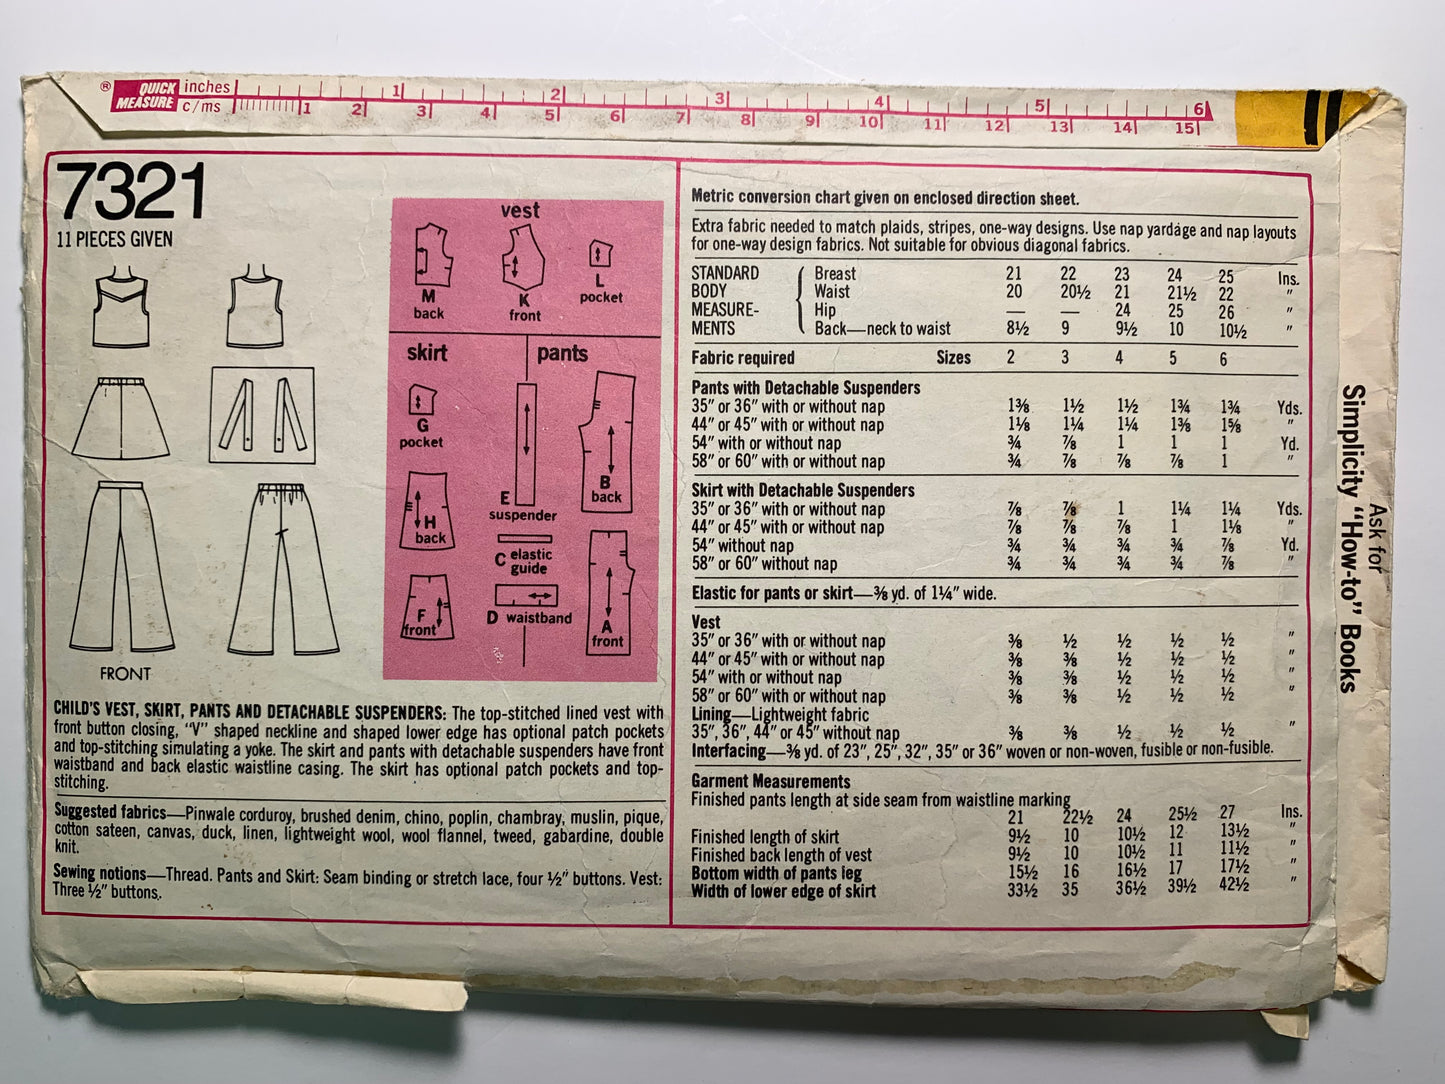 ® QUICK MEASURE inches c/ms
1 2 3 4 5 6
1 2 3 4 5 6 7 8 9 10 11 12 13 14 15
7321
11 PIECES GIVEN
FRONT
vest
M back
K front
L pocket
skirt
pants
G pocket
H back
F front
E suspender
C elastic guide
D waistband
B back
A front
CHILD'S VEST, SKIRT, PANTS AND DETACHABLE SUSPENDERS: The top-stitched lined vest with
front button closing, "V" shaped neckline and shaped lower edge has optional patch pockets
and top-stitching simulating a yoke. The skirt and pants with detachable suspenders have front
waistband and back elastic waistline casing. The skirt has optional patch pockets and top-
stitching.
Suggested fabrics—Pinwale corduroy, brushed denim, chino, poplin, chambray, muslin, pique,
cotton sateen, canvas, duck, linen, lightweight wool, wool flannel, tweed, gabardine, double
knit.
Sewing notions—Thread. Pants and Skirt: Seam binding or stretch lace, four ½" buttons. Vest:
Three ½" buttons.
Metric conversion chart given on enclosed direction sheet.
Extra fabric needed to match plaids, stripes, one-way designs. Use nap yardage and nap layouts
for one-way design fabrics. Not suitable for obvious diagonal fabrics.
STANDARD Breast 21 22 23 24 25 Ins.
BODY Waist 20 20½ 21 21½ 22 "
MEASURE- Hip — — 24 25 26 "
MENTS Back—neck to waist 8½ 9 9½ 10 10½ "
Fabric required Sizes 2 3 4 5 6
Pants with Detachable Suspenders
35" or 36" with or without nap 1⅜ 1½ 1½ 1¾ 1¾ Yds.
44" or 45" with or without nap 1⅛ 1¼ 1¼ 1⅜ 1⅝ "
54" with or without nap ¾ ⅞ 1 1 1 Yd.
58" or 60" with or without nap ¾ ⅞ ⅞ ⅞ 1 "
Skirt with Detachable Suspenders
35" or 36" with or without nap ⅞ ⅞ 1 1¼ 1¼ Yds.
44" or 45" with or without nap ⅞ ⅞ ⅞ 1 1⅛ "
54" without nap ¾ ¾ ¾ ¾ ⅞ Yd.
58" or 60" without nap ¾ ¾ ¾ ¾ ⅞ "
Elastic for pants or skirt—⅜ yd. of 1¼" wide.
Vest
35" or 36" with or without nap ⅜ ½ ½ ½ ½ "
44" or 45" with or without nap ⅜ ⅜ ½ ½ ½ "
54" with or without nap ⅜ ⅜ ½ ½ ½ "
58" or 60" with or without nap ⅜ ⅜ ½ ½ ½ "
Lining—Lightweight fabric
35", 36", 44" or 45" without nap ⅜ ⅜ ½ ½ ½ "
Interfacing—⅜ yd. of 23", 25", 32", 35" or 36" woven or non-woven, fusible or non-fusible.
Garment Measurements
Finished pants length at side seam from waistline marking
21 22½ 24 25½ 27 Ins.
Finished length of skirt 9½ 10 10½ 12 13½ "
Finished back length of vest 9½ 10 10½ 11 11½ "
Bottom width of pants leg 15½ 16 16½ 17 17½ "
Width of lower edge of skirt 33½ 35 36½ 39½ 42½ "
Ask for
Simplicity "How-to" Books